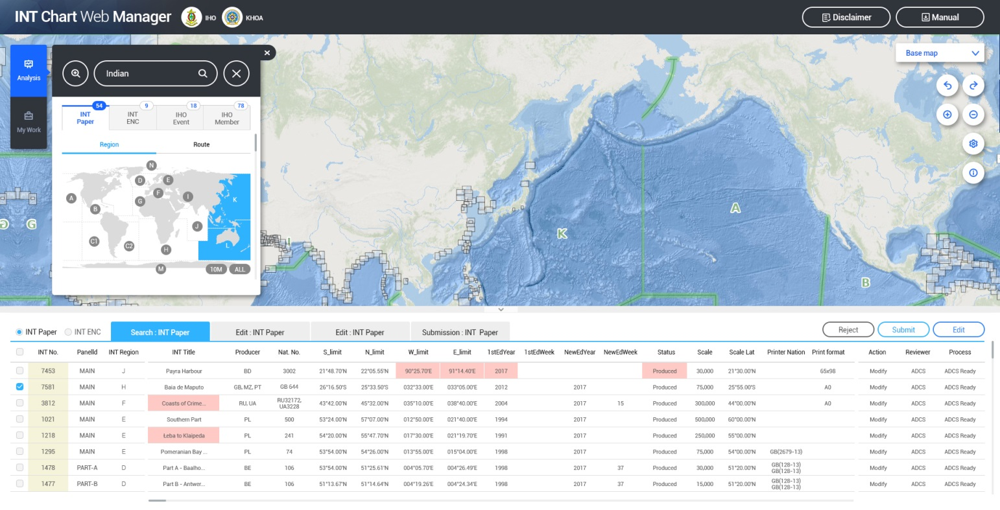 INT Chart Web Manager IHO KHOA Disclaimer Manual
Analysis
My Work
Indian
Base map
54 9 18 78
INT Paper INT ENC IHO Event IHO Member
Region Route
N
D E
A B F G I K
J
C1 C2 H L
M 10M ALL
G G I K A B
INT Paper INT ENC Search : INT Paper Edit : INT Paper Edit : INT Paper Submission : INT Paper Reject Submit Edit
INT No. PanelId INT Region INT Title Producer Nat. No. S_limit N_limit W_limit E_limit 1stEdYear 1stEdWeek NewEdYear NewEdWeek Status Scale Scale Lat Printer Nation Print format Action Reviewer Process
7453 MAIN J Payra Harbour BD 3002 21°48.70'N 22°05.55'N 90°25.70'E 91°14.40'E 2017 Produced 30,000 21°30.00'N 65x98 Modify ADCS ADCS Ready
7581 MAIN H Baia de Maputo GB, MZ, PT GB 644 26°16.50'S 25°33.50'S 032°33.00'E 033°05.00'E 2012 2017 Produced 75,000 25°55.00'S A0 Modify ADCS ADCS Ready
3812 MAIN F Coasts of Crime... RU, UA RU32172, UA3228 43°42.00'N 45°32.00'N 035°10.00'E 038°40.00'E 2004 2017 15 Produced 300,000 44°00.00'N A0 Modify ADCS ADCS Ready
1021 MAIN E Southern Part PL 500 53°24.00'N 57°07.00'N 012°50.00'E 021°40.00'E 1994 2017 Produced 500,000 60°00.00'N Modify ADCS ADCS Ready
1218 MAIN E Łeba to Klaipeda PL 241 54°20.00'N 55°47.70'N 017°30.00'E 021°19.70'E 1991 2017 Produced 250,000 55°00.00'N Modify ADCS ADCS Ready
1295 MAIN E Pomeranian Bay ... PL 74 53°54.00'N 54°26.00'N 013°55.00'E 015°04.00'E 1998 2017 Produced 75,000 54°00.00'N GB(2679-13) Modify ADCS ADCS Ready
1478 PART-A D Part A - Baalho... BE 106 53°54.00'N 51°25.61'N 004°05.70'E 004°26.49'E 1998 2017 37 Produced 30,000 51°20.00'N GB(128-13) GB(128-13) Modify ADCS ADCS Ready
1477 PART-B D Part B - Antwer... BE 106 51°13.67'N 51°14.64'N 004°19.26'E 004°24.34'E 1998 2017 37 Produced 15,000 51°20.00'N GB(128-13) GB(128-13) Modify ADCS ADCS Ready